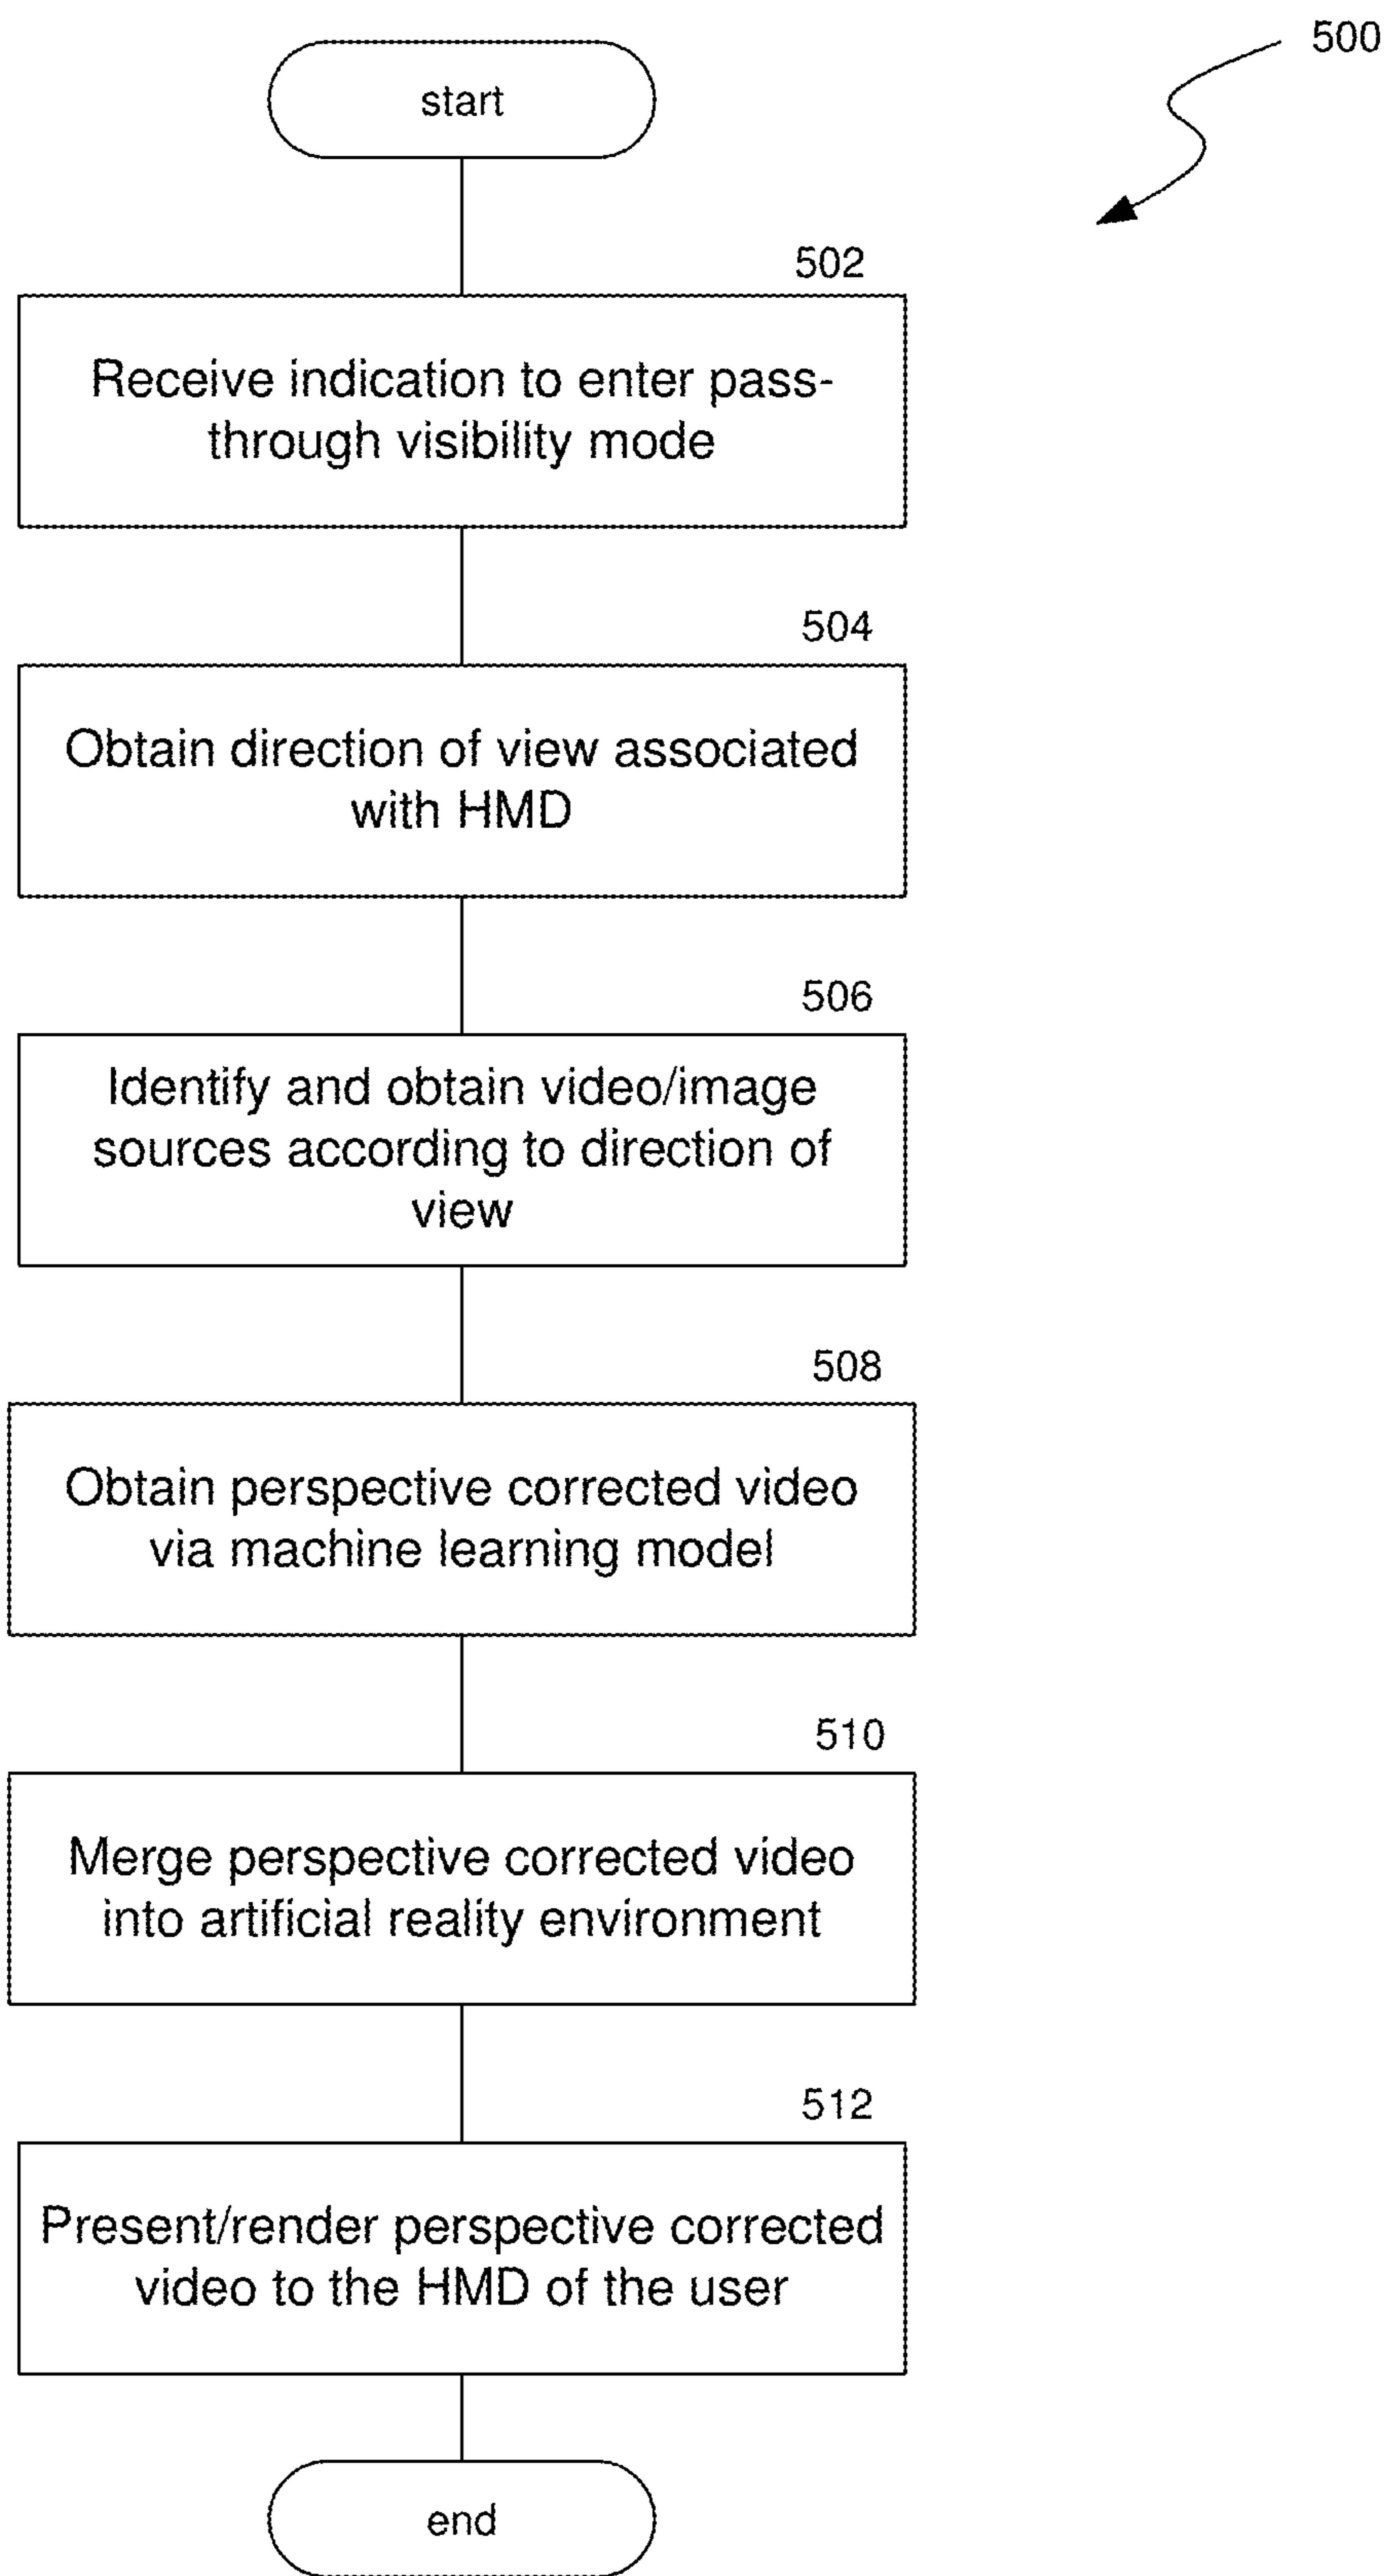 500
start
502
Receive indication to enter pass-
through visibility mode
504
Obtain direction of view associated
with HMD
506
Identify and obtain video/image
sources according to direction of
view
508
Obtain perspective corrected video
via machine learning model
510
Merge perspective corrected video
into artificial reality environment
512
Present/render perspective corrected
video to the HMD of the user
end